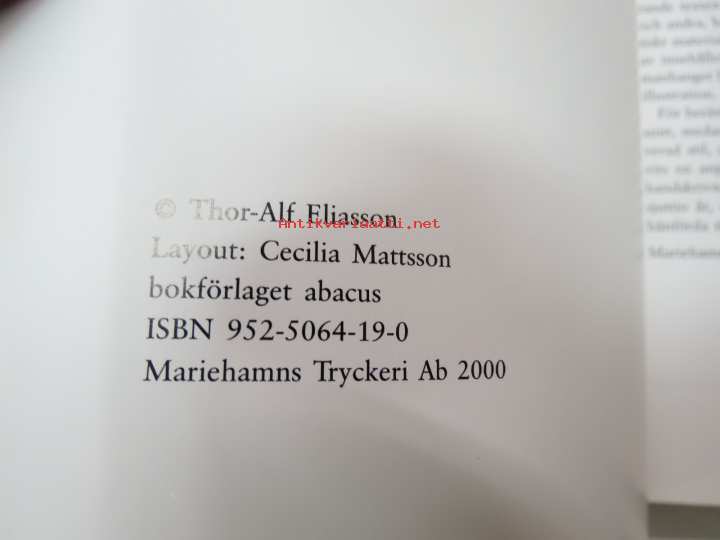 © Thor-Alf Eliasson
Antikvariaatti.net
Layout: Cecilia Mattsson
bokförlaget abacus
ISBN 952-5064-19-0
Mariehamns Tryckeri Ab 2000